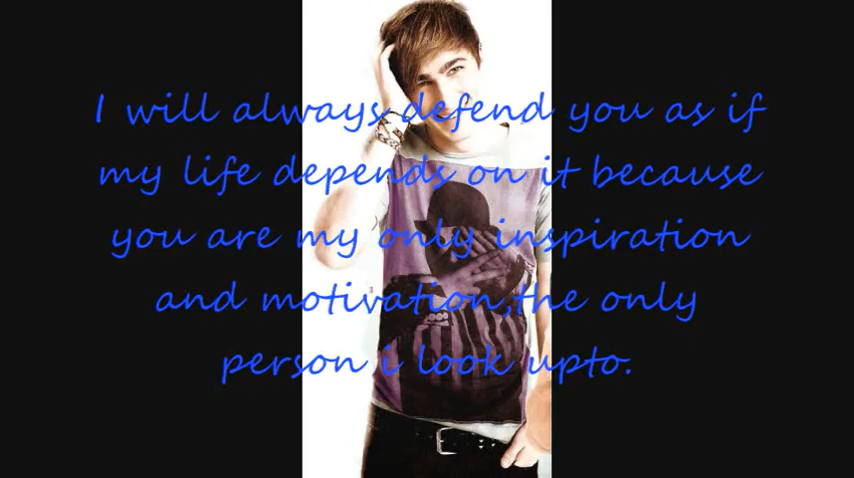 I will always defend you as if
my life depends on it because
you are my only inspiration
and motivation,the only
person i look upto.